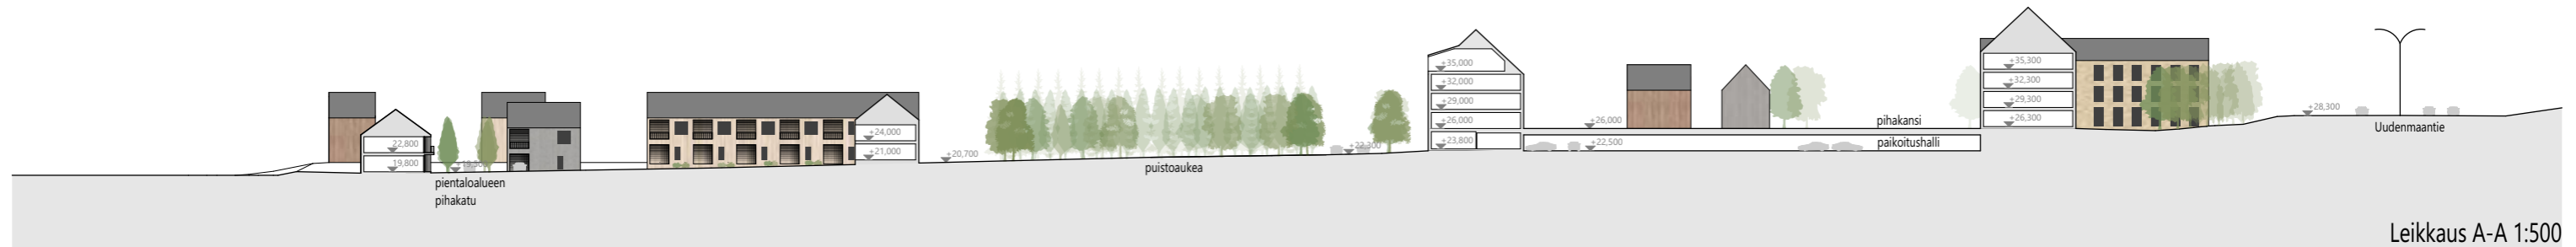 22,800
19,800
+19,500
pientaloalueen
pihakatu
+24,000
+21,000
+20,700
puistoaukea
+22,300
+35,000
+32,000
+29,000
+26,000
+23,800
+26,000
+22,500
pihakansi
paikoitushalli
+35,300
+32,300
+29,300
+26,300
+28,300
Uudenmaantie
Leikkaus A-A 1:500